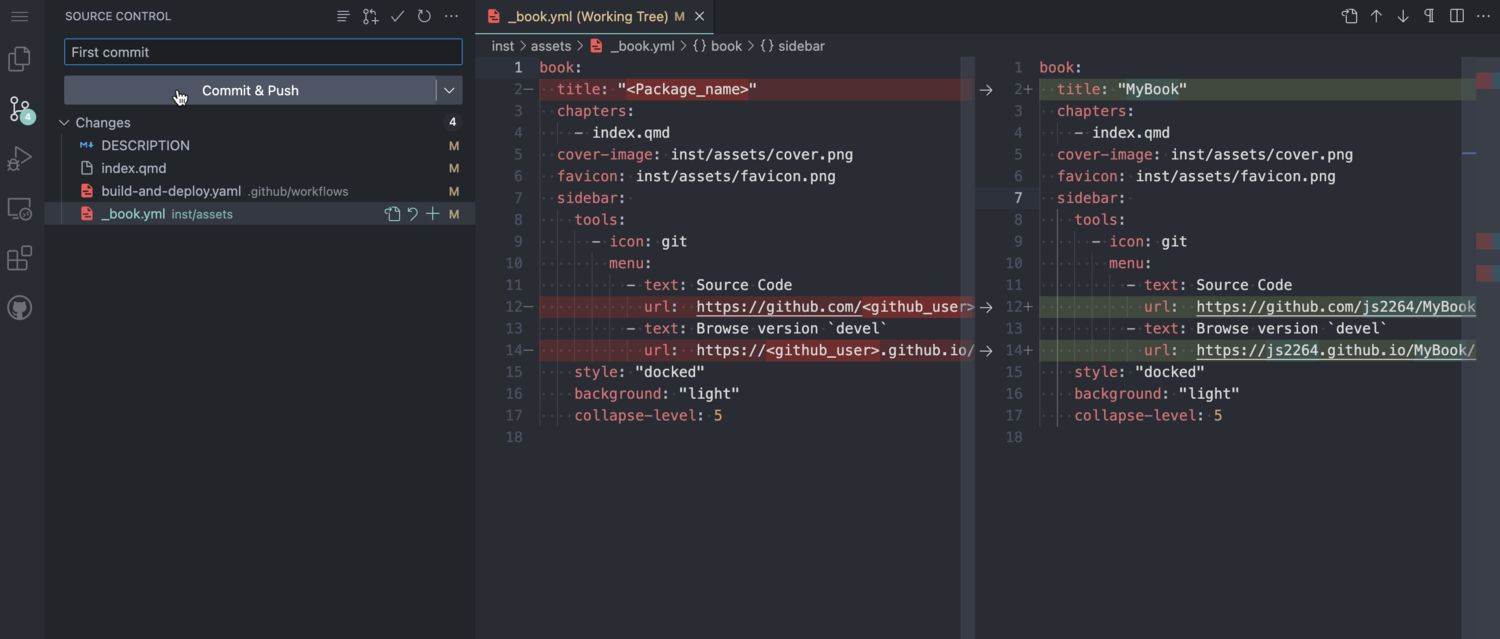 SOURCE CONTROL
First commit
Commit & Push
4
Changes 4
DESCRIPTION M
index.qmd M
build-and-deploy.yaml .github/workflows M
_book.yml inst/assets M
_book.yml (Working Tree) M
inst > assets > _book.yml > {} book > {} sidebar
1 book:
2− title: "<Package_name>"
3 chapters:
4 - index.qmd
5 cover-image: inst/assets/cover.png
6 favicon: inst/assets/favicon.png
7 sidebar:
8 tools:
9 - icon: git
10 menu:
11 - text: Source Code
12− url: https://github.com/<github_user>
13 - text: Browse version `devel`
14− url: https://<github_user>.github.io/
15 style: "docked"
16 background: "light"
17 collapse-level: 5
18
1 book:
2+ title: "MyBook"
3 chapters:
4 - index.qmd
5 cover-image: inst/assets/cover.png
6 favicon: inst/assets/favicon.png
7 sidebar:
8 tools:
9 - icon: git
10 menu:
11 - text: Source Code
12+ url: https://github.com/js2264/MyBook
13 - text: Browse version `devel`
14+ url: https://js2264.github.io/MyBook/
15 style: "docked"
16 background: "light"
17 collapse-level: 5
18